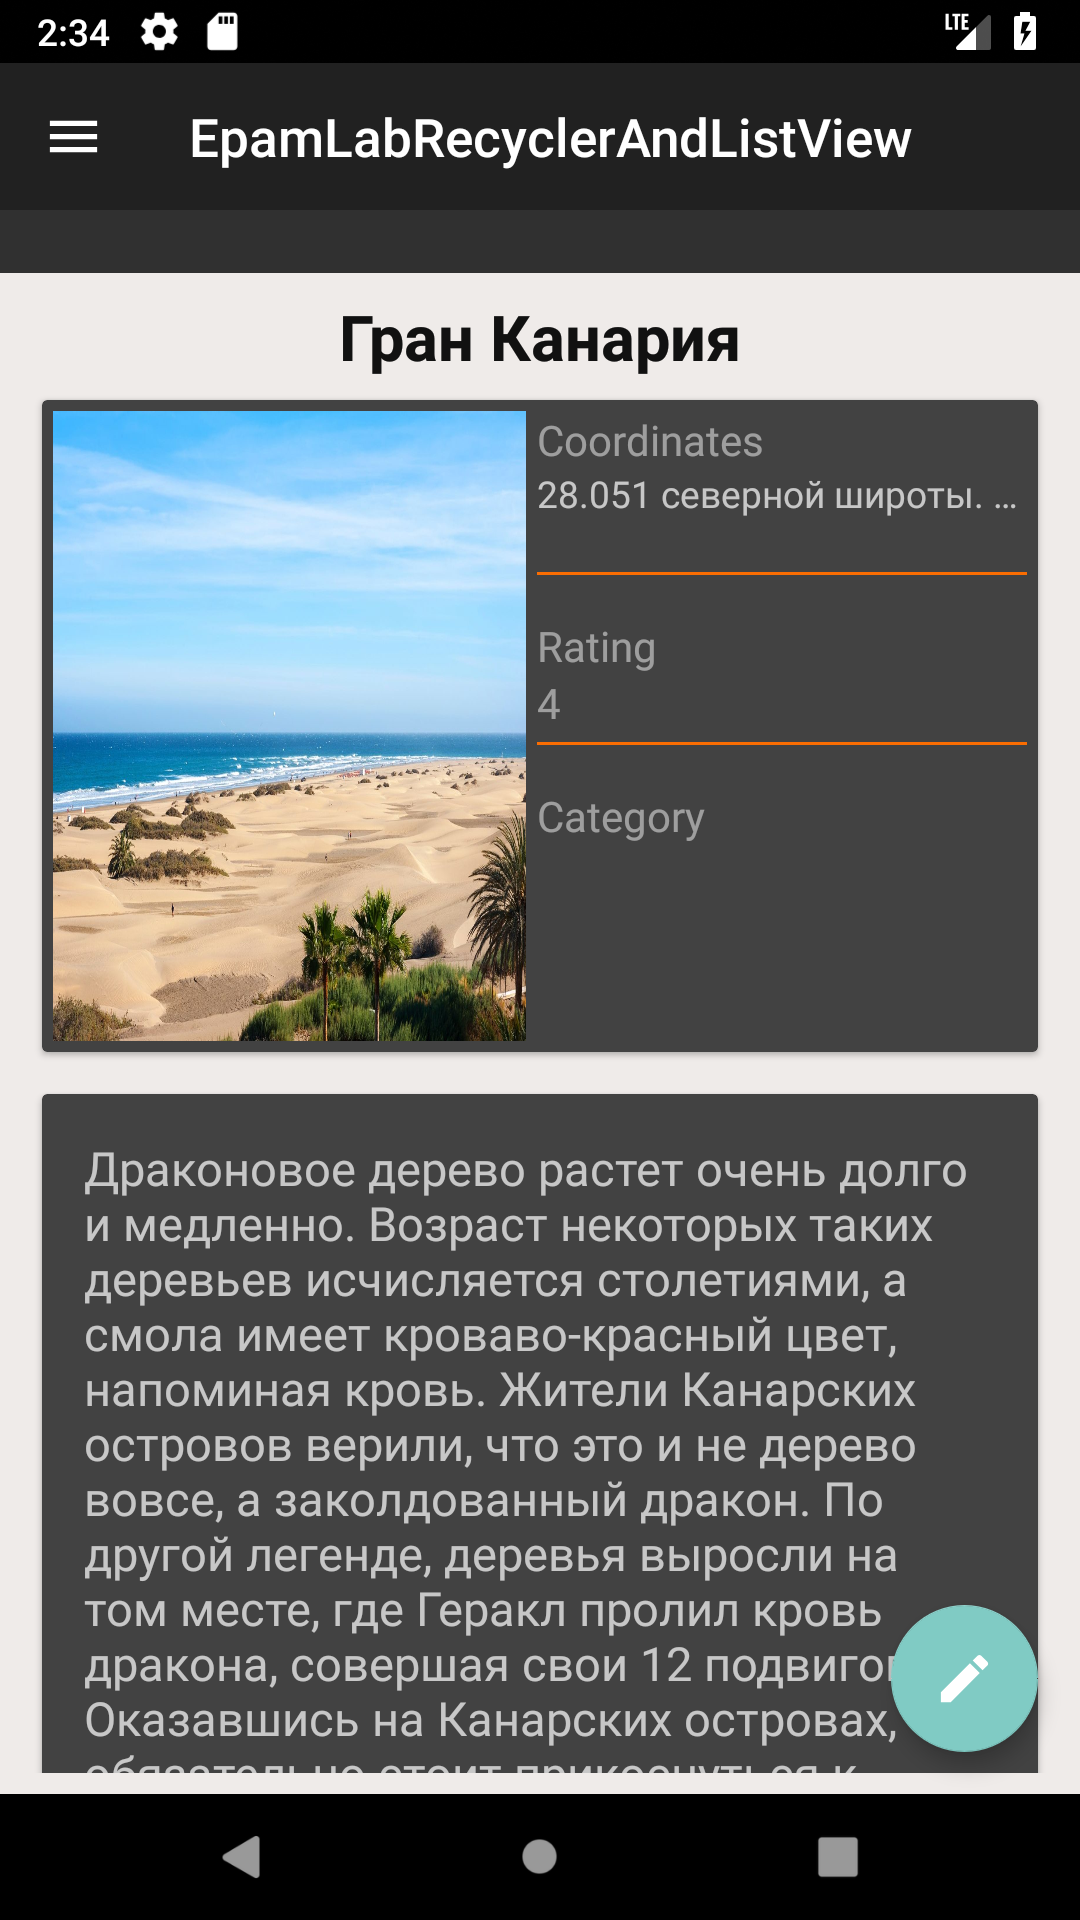 2:34
LTE
EpamLabRecyclerAndListView
Гран Канария
Coordinates
28.051 северной широты. …
Rating
4
Category
Драконовое дерево растет очень долго
и медленно. Возраст некоторых таких
деревьев исчисляется столетиями, а
смола имеет кроваво-красный цвет,
напоминая кровь. Жители Канарских
островов верили, что это и не дерево
вовсе, а заколдованный дракон. По
другой легенде, деревья выросли на
том месте, где Геракл пролил кровь
дракона, совершая свои 12
Оказавшись на Канарских островах,
обязательно стоит прикоснуться к